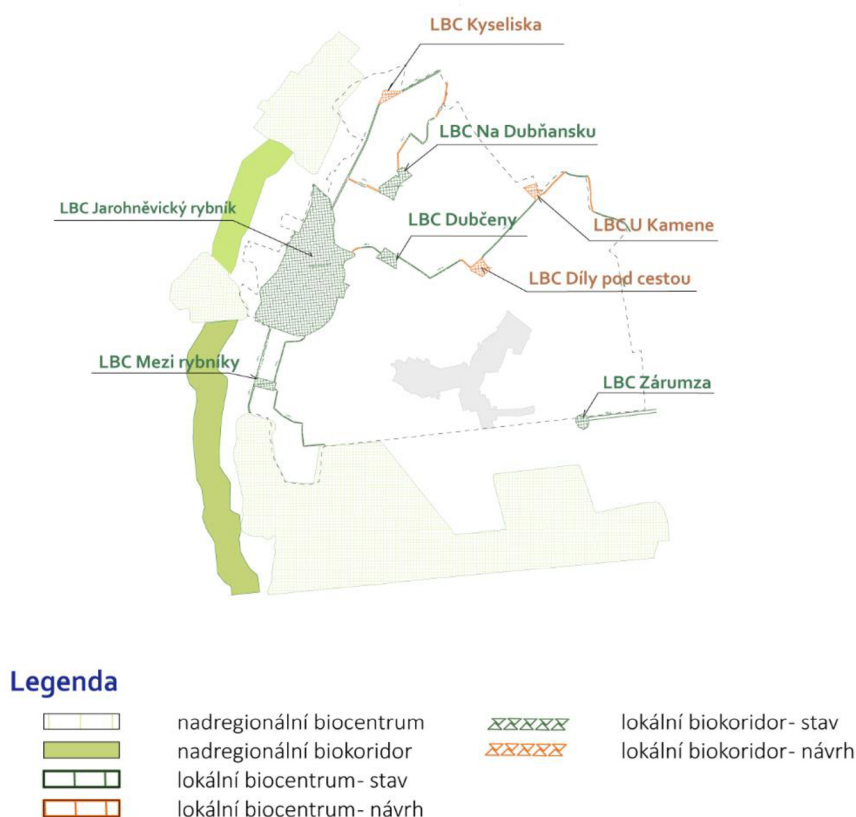 LBC Kyseliska
LBC Na Dubňansku
LBC Jarohněvický rybník
LBC Dubčeny
LBC U Kamene
LBC Díly pod cestou
LBC Mezi rybníky
LBC Zárumza
Legenda
nadregionální biocentrum
nadregionální biokoridor
lokální biocentrum- stav
lokální biocentrum- návrh
lokální biokoridor- stav
lokální biokoridor- návrh